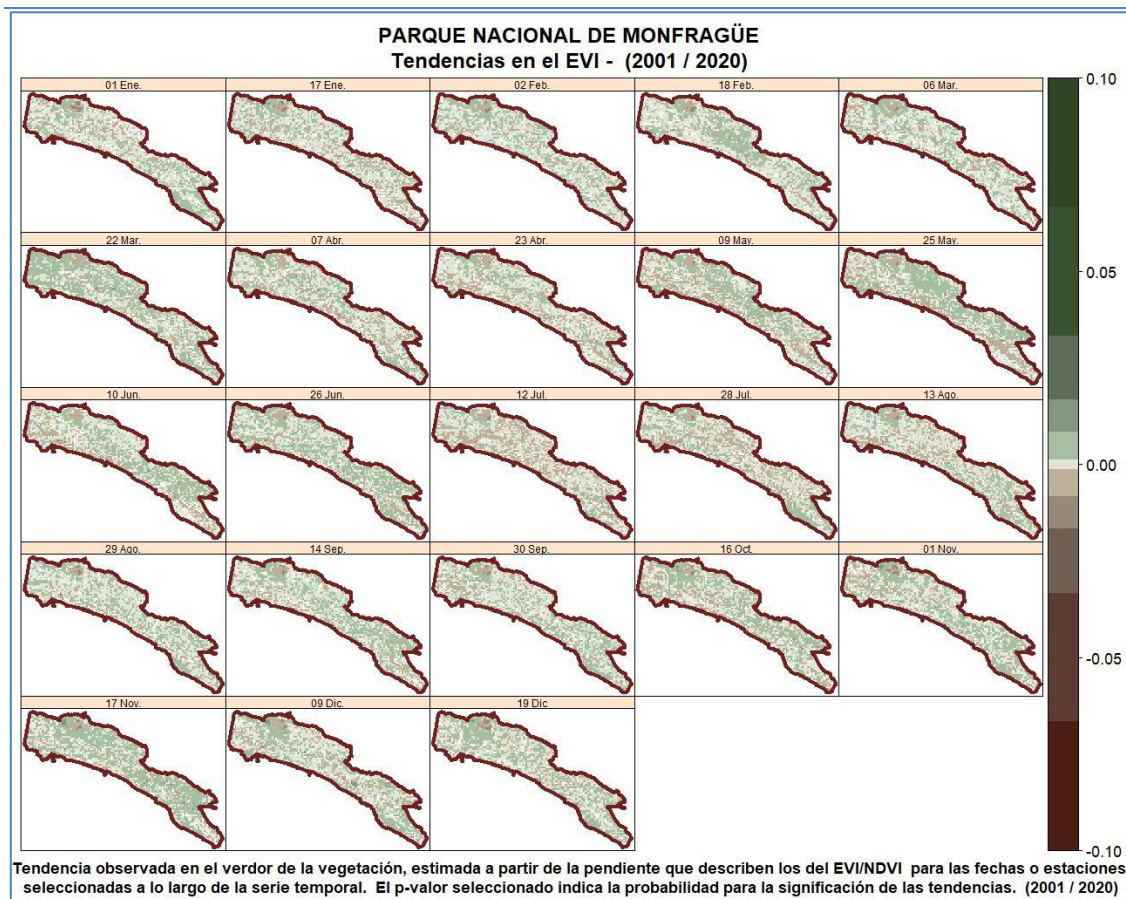 PARQUE NACIONAL DE MONFRAGÜE
Tendencias en el EVI - (2001 / 2020)
01 Ene.
17 Ene.
02 Feb.
18 Feb.
06 Mar.
22 Mar.
07 Abr.
23 Abr.
09 May.
25 May.
10 Jun.
26 Jun.
12 Jul.
28 Jul.
13 Ago.
29 Ago.
14 Sep.
30 Sep.
16 Oct.
01 Nov.
17 Nov.
09 Dic.
19 Dic
0.10
0.05
0.00
-0.05
-0.10
Tendencia observada en el verdor de la vegetación, estimada a partir de la pendiente que describen los del EVI/NDVI para las fechas o estaciones
seleccionadas a lo largo de la serie temporal. El p-valor seleccionado indica la probabilidad para la significación de las tendencias. (2001 / 2020)